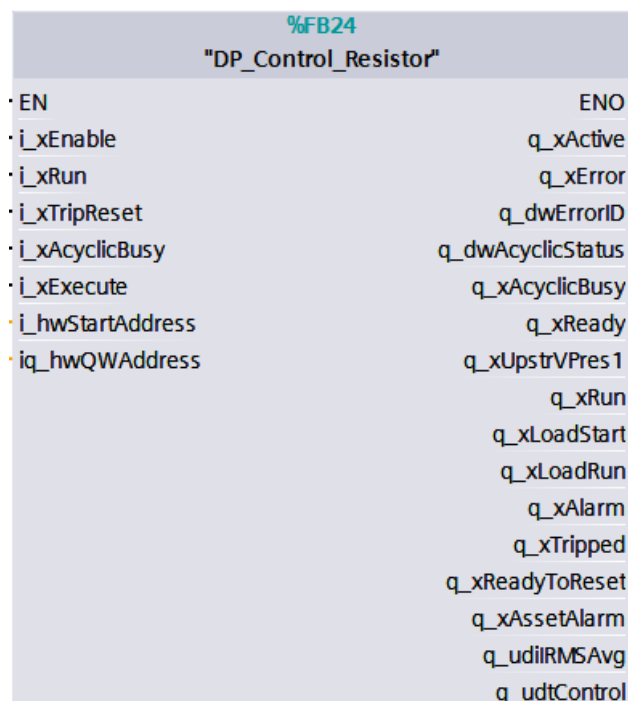 %FB24
"DP_Control_Resistor"
EN ENO
i_xEnable q_xActive
i_xRun q_xError
i_xTripReset q_dwErrorID
i_xAcyclicBusy q_dwAcyclicStatus
i_xExecute q_xAcyclicBusy
i_hwStartAddress q_xReady
iq_hwQWAddress q_xUpstrVPres1
q_xRun
q_xLoadStart
q_xLoadRun
q_xAlarm
q_xTripped
q_xReadyToReset
q_xAssetAlarm
q_udiIRMSAvg
q_udtControl